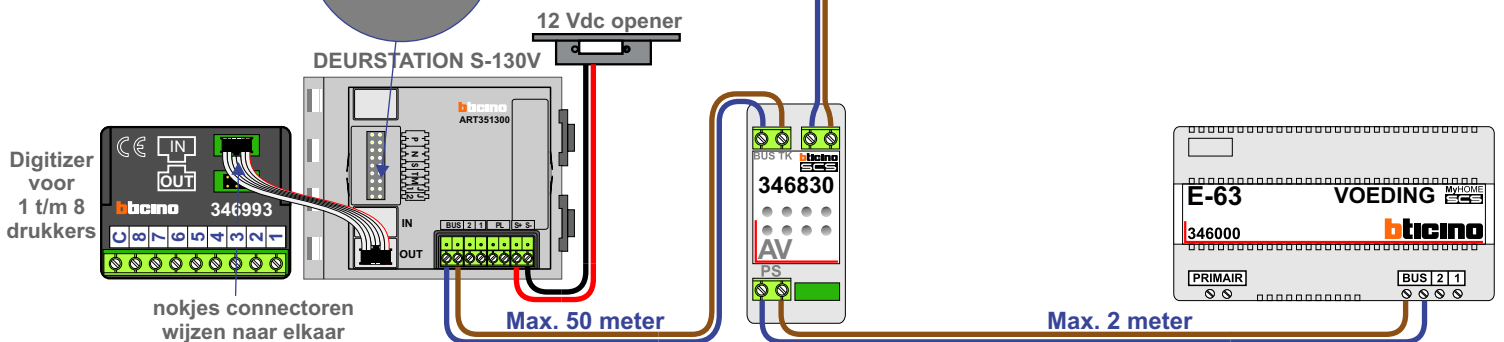 12 Vdc opener
DEURSTATION S-130V
bticino
ART351300
P N S T M J2 J1
IN
OUT
BUS 2 1 PL S+ S-
Digitizer
voor
1 t/m 8
drukkers
CE IN
OUT
bticino 346993
C 8 7 6 5 4 3 2 1
nokjes connectoren
wijzen naar elkaar
Max. 50 meter
BUS TK bticino
SCS
346830
AV
PS
Max. 2 meter
E-63 VOEDING MyHOME
SCS
346000 bticino
PRIMAIR BUS 2 1